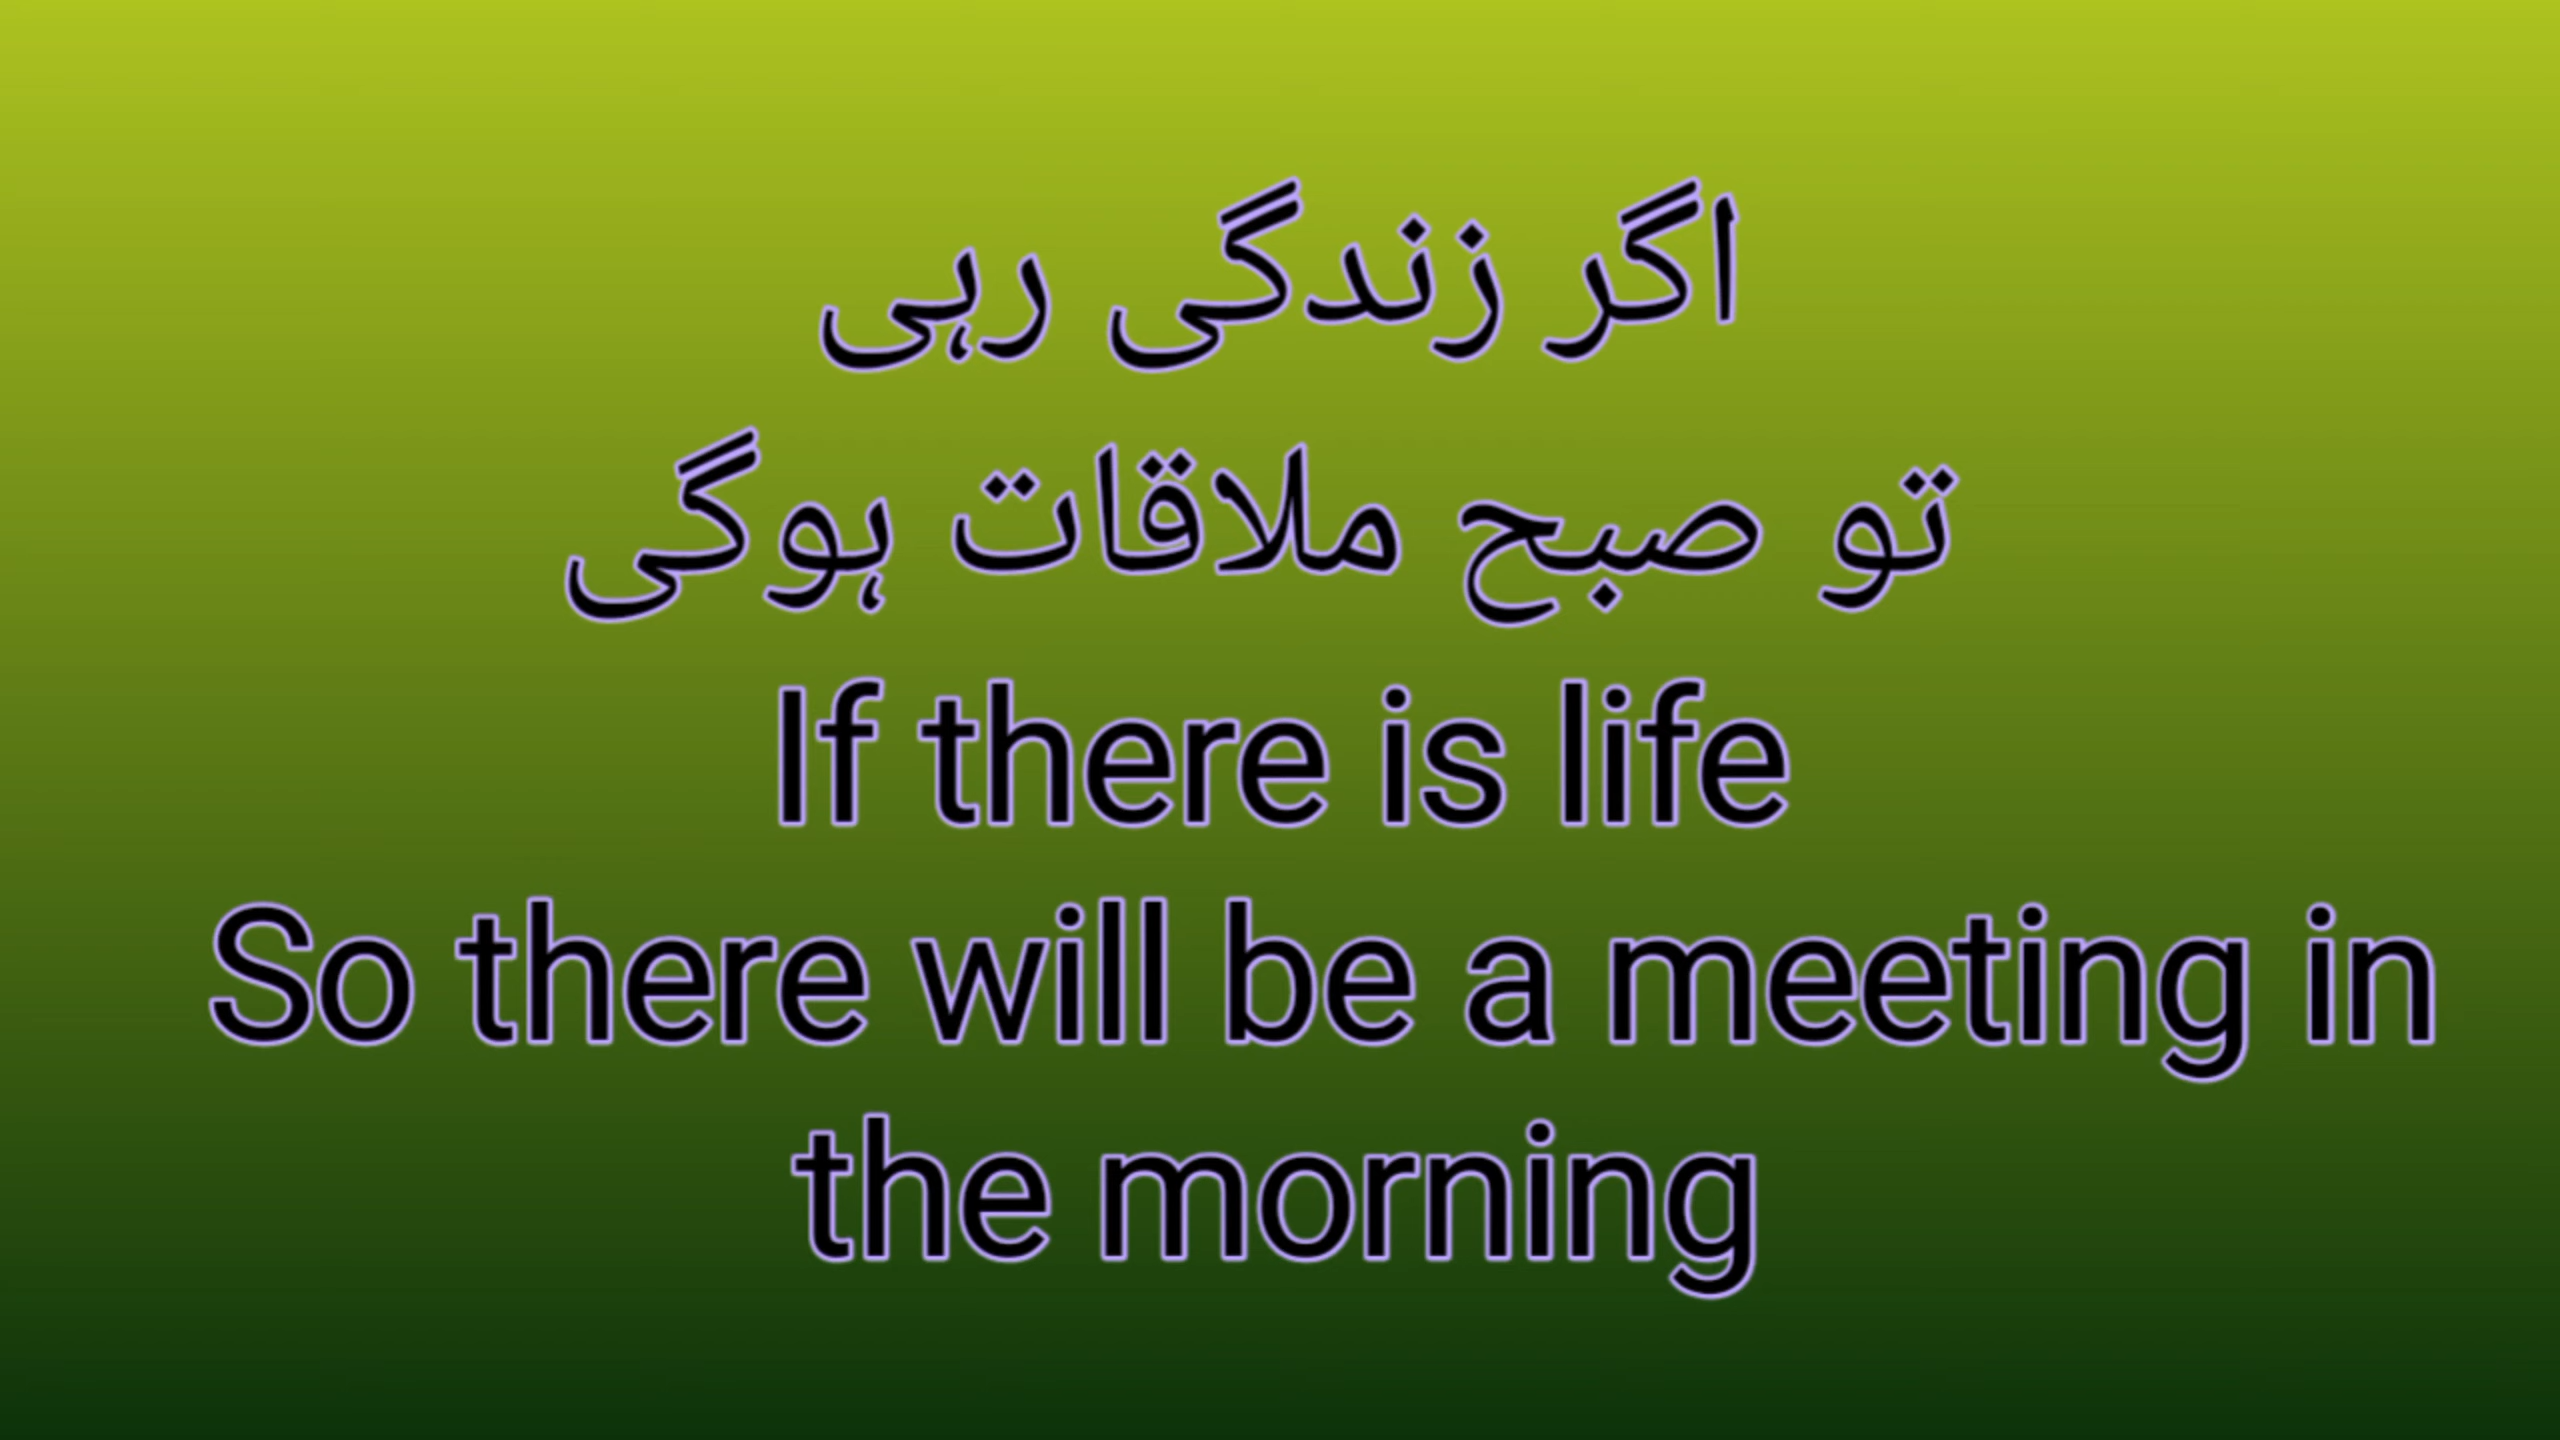 اگر زندگی رہی
تو صبح ملاقات ہوگی
If there is life
So there will be a meeting in
the morning